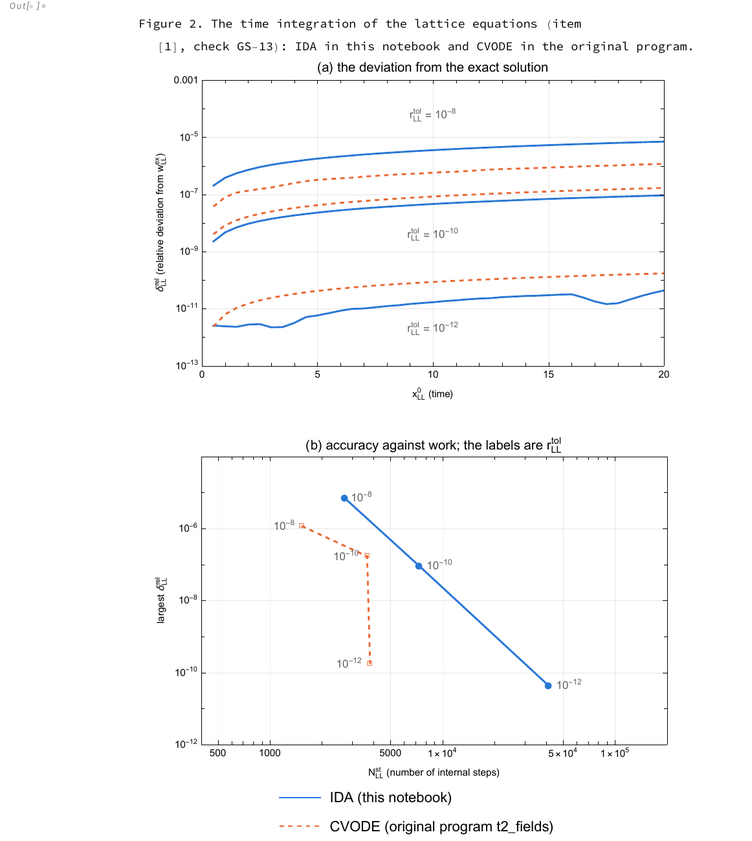 Out[ ]=
Figure 2. The time integration of the lattice equations (item
[1], check GS-13): IDA in this notebook and CVODE in the original program.
(a) the deviation from the exact solution
0.001
10⁻⁵
10⁻⁷
10⁻⁹
10⁻¹¹
10⁻¹³
δ_LL^rel (relative deviation from w_LL^ex)
r_LL^tol = 10⁻⁸
r_LL^tol = 10⁻¹⁰
r_LL^tol = 10⁻¹²
0 5 10 15 20
x_LL^0 (time)
(b) accuracy against work; the labels are r_LL^tol
10⁻⁶
10⁻⁸
10⁻¹⁰
10⁻¹²
largest δ_LL^rel
10⁻⁸
10⁻⁸
10⁻¹⁰
10⁻¹⁰
10⁻¹²
10⁻¹²
500 1000 5000 1 × 10⁴ 5 × 10⁴ 1 × 10⁵
N_LL^st (number of internal steps)
IDA (this notebook)
CVODE (original program t2_fields)